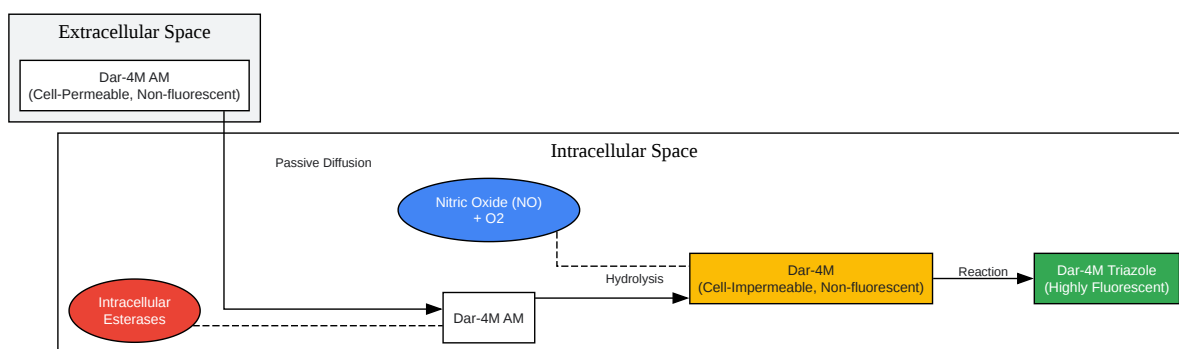 Extracellular Space
Dar-4M AM
(Cell-Permeable, Non-fluorescent)
Intracellular Space
Passive Diffusion
Nitric Oxide (NO)
+ O2
Hydrolysis
Dar-4M
(Cell-Impermeable, Non-fluorescent)
Reaction
Dar-4M Triazole
(Highly Fluorescent)
Intracellular
Esterases
Dar-4M AM